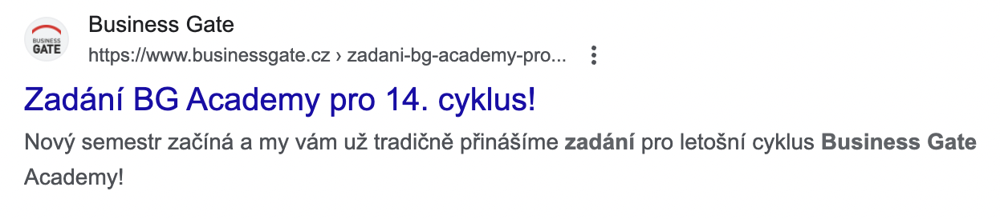 BUSINESS
GATE
Business Gate
https://www.businessgate.cz › zadani-bg-academy-pro...
Zadání BG Academy pro 14. cyklus!
Nový semestr začíná a my vám už tradičně přinášíme zadání pro letošní cyklus Business Gate
Academy!